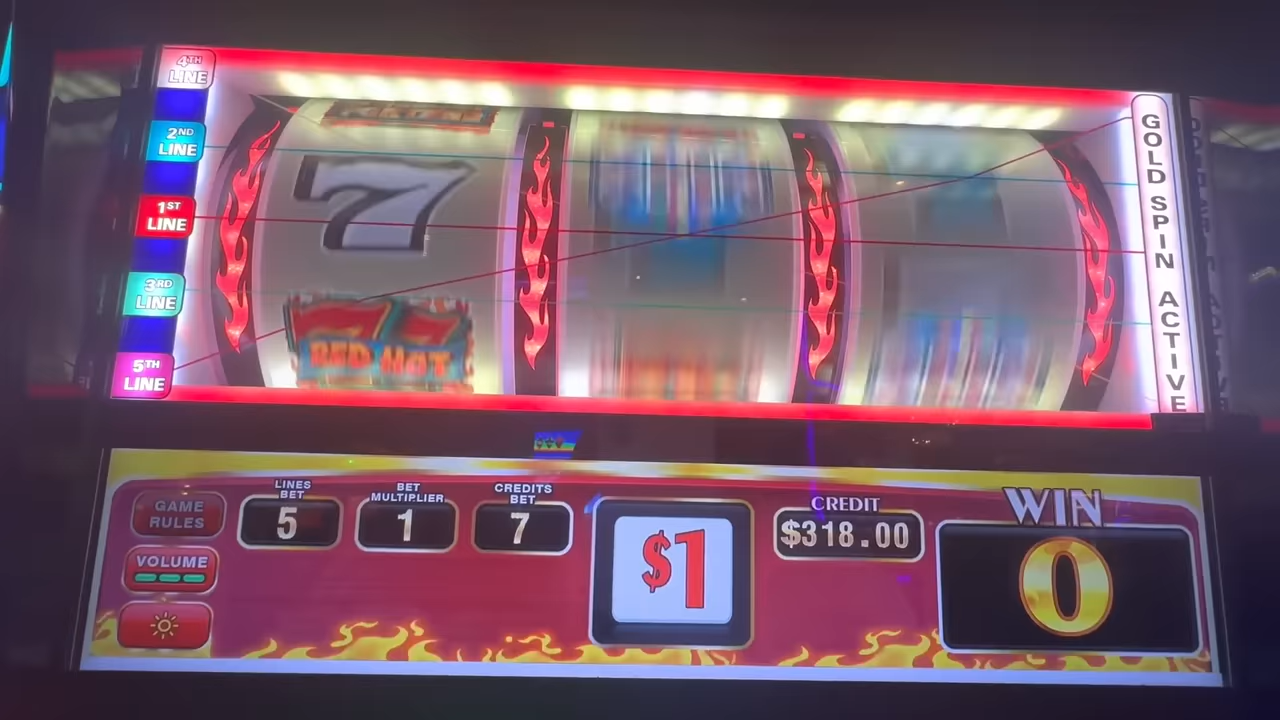 4TH
LINE
2ND
LINE
1ST
LINE
3RD
LINE
5TH
LINE
7
RED HOT
GOLD SPIN ACTIVE
GAME
RULES
VOLUME
LINES
BET
5
BET
MULTIPLIER
1
CREDITS
BET
7
$1
CREDIT
$318.00
WIN
0